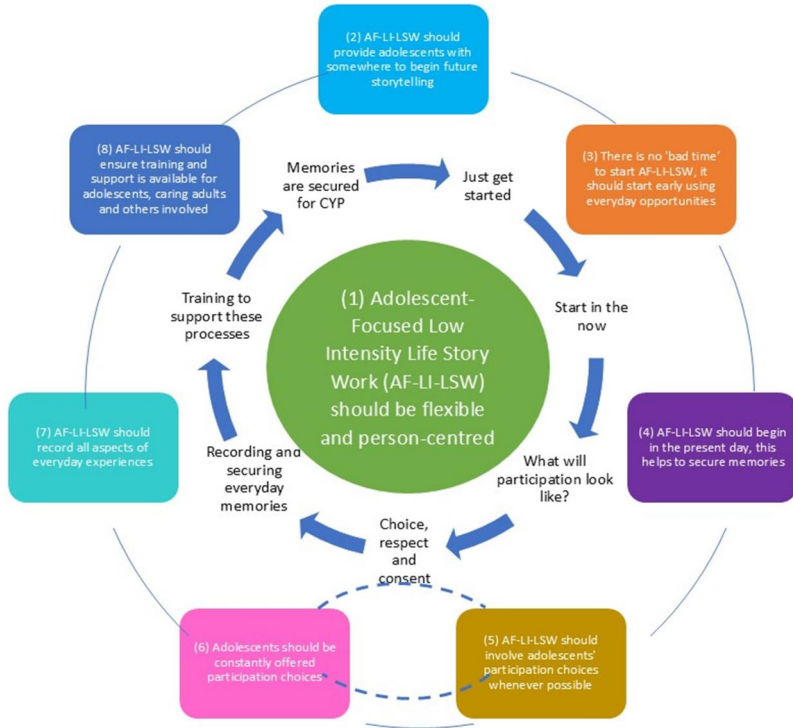 (2) AF-LI-LSW should
provide adolescents with
somewhere to begin future
storytelling
(8) AF-LI-LSW should
ensure training and
support is available for
adolescents, caring adults
and others involved
Memories
are secured
for CYP
Just get
started
(3) There is no 'bad time'
to start AF-LI-LSW, it
should start early using
everyday opportunities
Training to
support these
processes
(1) Adolescent-
Focused Low
Intensity Life Story
Work (AF-LI-LSW)
should be flexible
and person-centred
Start in the
now
(7) AF-LI-LSW should
record all aspects of
everyday experiences
Recording and
securing
everyday
memories
What will
participation look
like?
(4) AF-LI-LSW should begin
in the present day, this
helps to secure memories
Choice,
respect
and
consent
(6) Adolescents should be
constantly offered
participation choices
(5) AF-LI-LSW should
involve adolescents'
participation choices
whenever possible